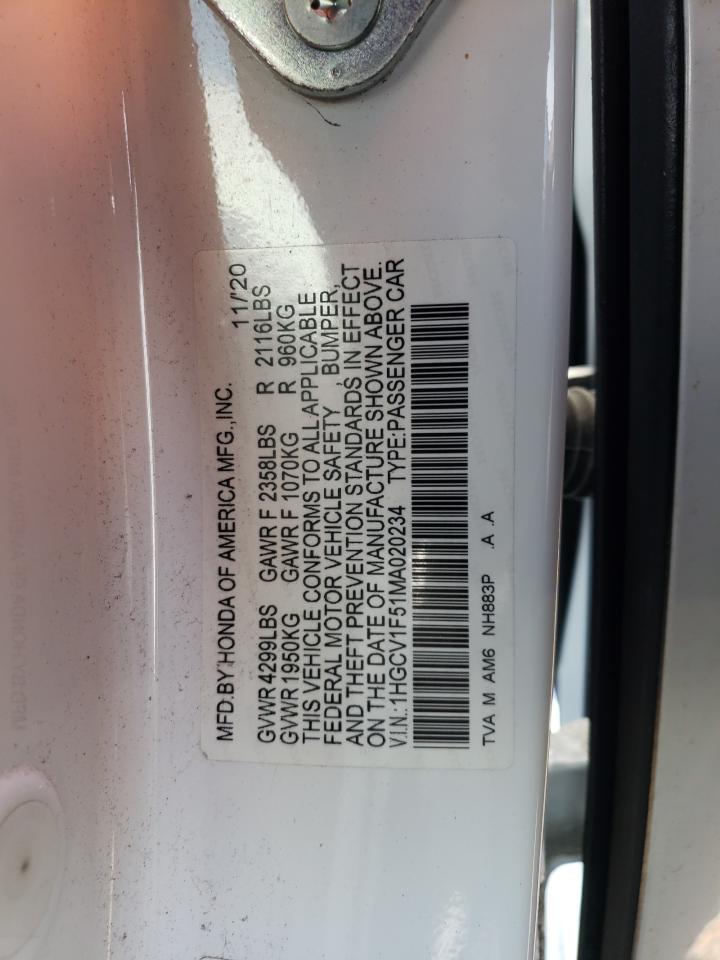 MFD.BY HONDA OF AMERICA MFG.,INC. 11/'20
GVWR 4299LBS GAWR F 2358LBS R 2116LBS
GVWR 1950KG GAWR F 1070KG R 960KG
THIS VEHICLE CONFORMS TO ALL APPLICABLE
FEDERAL MOTOR VEHICLE SAFETY , BUMPER,
AND THEFT PREVENTION STANDARDS IN EFFECT
ON THE DATE OF MANUFACTURE SHOWN ABOVE.
V.I.N.:1HGCV1F51MA020234 TYPE:PASSENGER CAR
TVA M AM6 NH883P .A .A